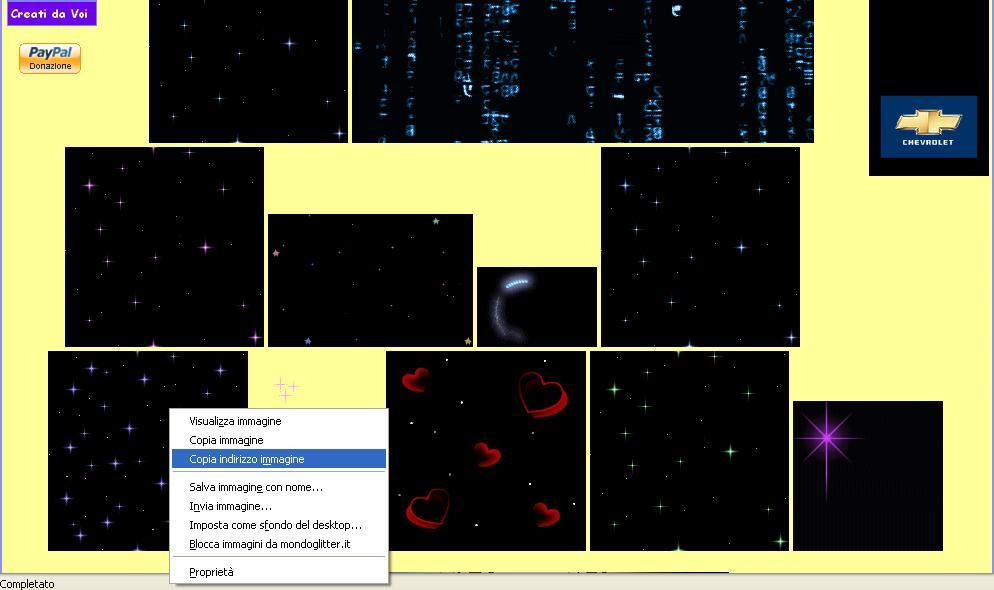 Creati da Voi
PayPal
Donazione
CHEVROLET
Visualizza immagine
Copia immagine
Copia indirizzo immagine
Salva immagine con nome...
Invia immagine...
Imposta come sfondo del desktop...
Blocca immagini da mondoglitter.it
Proprietà
Completato